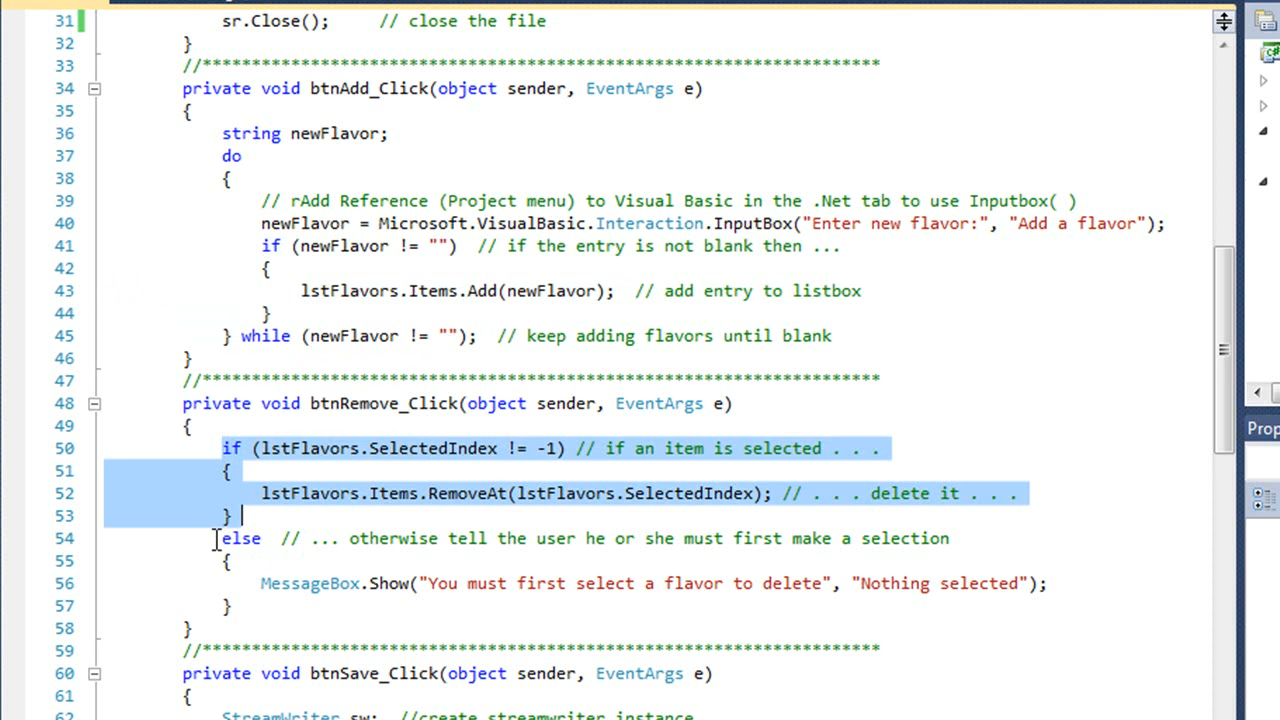 31 sr.Close(); // close the file
32 }
33 //*********************************************************************
34 private void btnAdd_Click(object sender, EventArgs e)
35 {
36 string newFlavor;
37 do
38 {
39 // rAdd Reference (Project menu) to Visual Basic in the .Net tab to use Inputbox( )
40 newFlavor = Microsoft.VisualBasic.Interaction.InputBox("Enter new flavor:", "Add a flavor");
41 if (newFlavor != "") // if the entry is not blank then ...
42 {
43 lstFlavors.Items.Add(newFlavor); // add entry to listbox
44 }
45 } while (newFlavor != ""); // keep adding flavors until blank
46 }
47 //*********************************************************************
48 private void btnRemove_Click(object sender, EventArgs e)
49 {
50 if (lstFlavors.SelectedIndex != -1) // if an item is selected . . .
51 {
52 lstFlavors.Items.RemoveAt(lstFlavors.SelectedIndex); // . . . delete it . . .
53 }
54 else // ... otherwise tell the user he or she must first make a selection
55 {
56 MessageBox.Show("You must first select a flavor to delete", "Nothing selected");
57 }
58 }
59 //*********************************************************************
60 private void btnSave_Click(object sender, EventArgs e)
61 {
62 StreamWriter sw; //create streamwriter instance
Prop